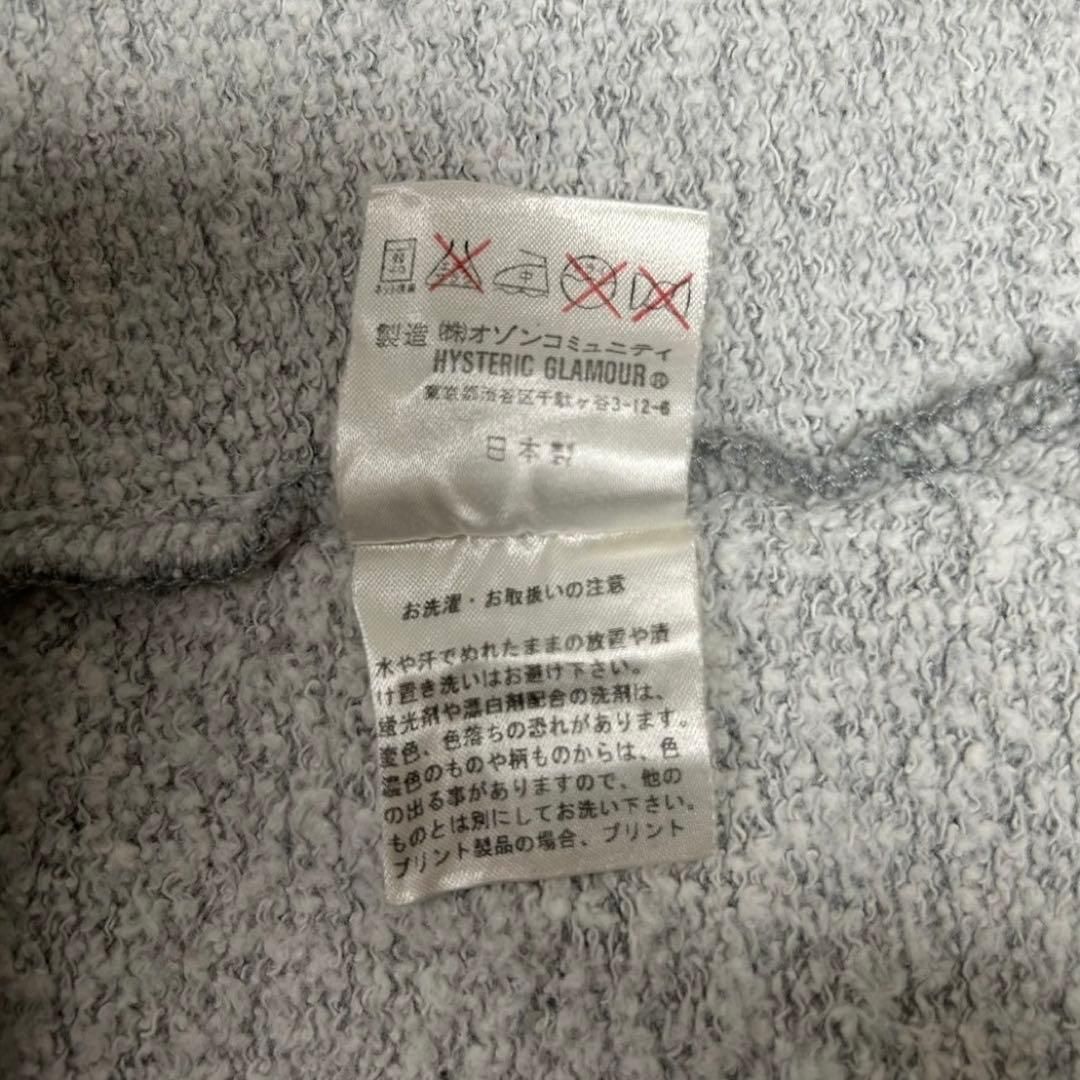 中
製造 ㈱オゾンコミュニティ
HYSTERIC GLAMOUR®
東京都渋谷区千駄ヶ谷3-12-6
日本製
お洗濯・お取扱いの注意
水や汗でぬれたままの放置や漬
け置き洗いはお避け下さい。
蛍光剤や漂白剤配合の洗剤は、
変色、色落ちの恐れがあります。
濃色のものや柄ものからは、色
の出る事がありますので、他の
ものとは別にしてお洗い下さい。
プリント製品の場合、プリント